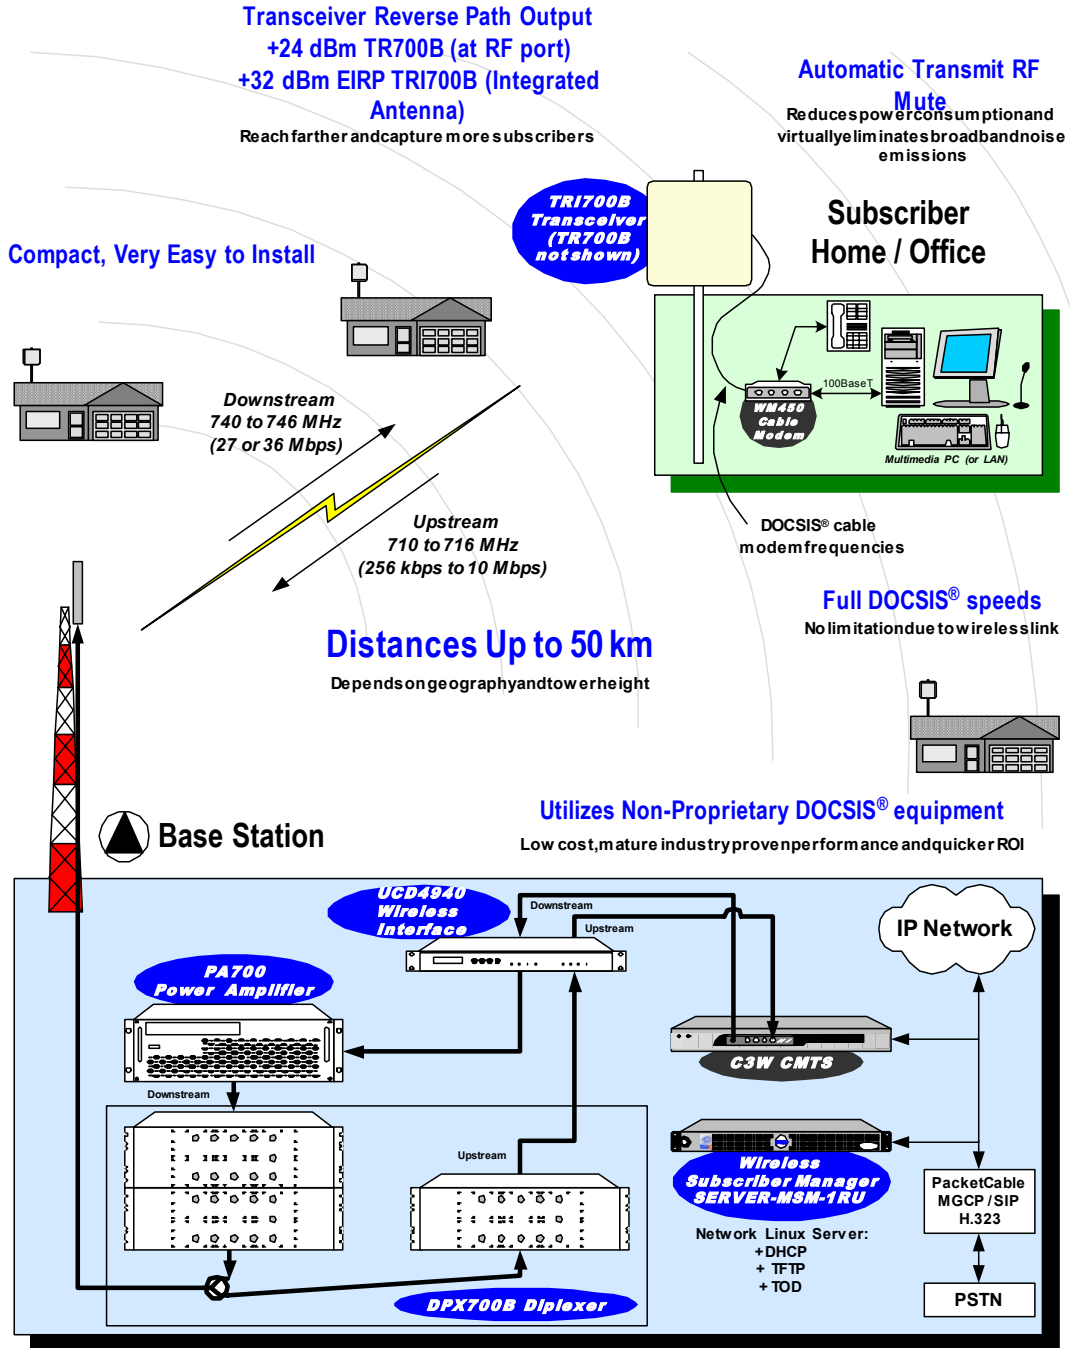 Transceiver Reverse Path Output
+24 dBm TR700B (at RF port)
+32 dBm EIRP TRI700B (Integrated
Antenna)
Reach farther and capture more subscribers
Automatic Transmit RF
Mute
Reduces power consumption and
virtually eliminates broadband noise
emissions
TRI700B
Transceiver
(TR700B
not shown)
Subscriber
Home / Office
Compact, Very Easy to Install
100BaseT
WM450
Cable
Modem
Multimedia PC (or LAN)
Downstream
740 to 746 MHz
(27 or 36 Mbps)
Upstream
710 to 716 MHz
(256 kbps to 10 Mbps)
DOCSIS® cable
modem frequencies
Full DOCSIS® speeds
No limitation due to wireless link
Distances Up to 50 km
Depends on geography and tower height
Utilizes Non-Proprietary DOCSIS® equipment
Low cost, mature industry proven performance and quicker ROI
Base Station
UCD4940
Wireless
Interface
Downstream
Upstream
IP Network
PA700
Power Amplifier
C3W CMTS
Downstream
Upstream
Wireless
Subscriber Manager
SERVER-MSM-1RU
Network Linux Server:
+DHCP
+ TFTP
+ TOD
PacketCable
MGCP / SIP
H.323
PSTN
DPX700B Diplexer